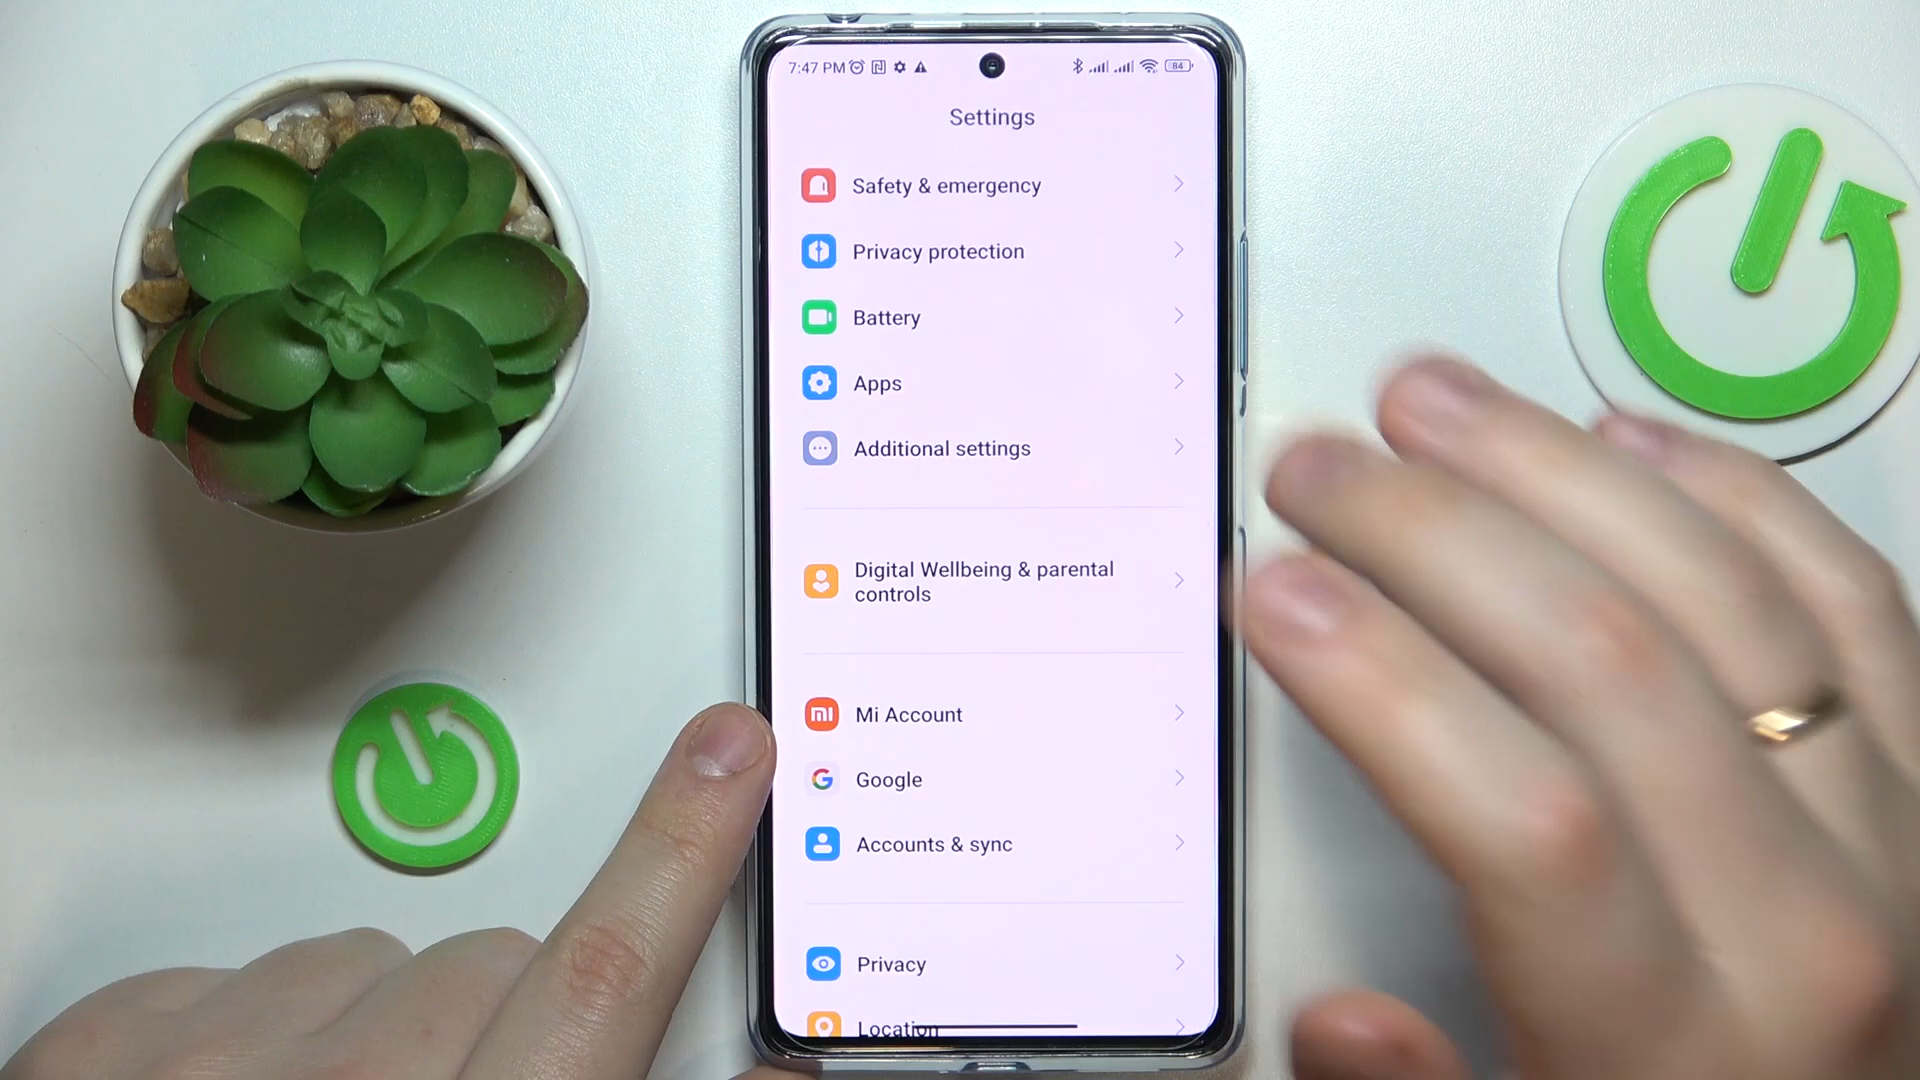 7:47 PM
84
Settings
Safety & emergency
Privacy protection
Battery
Apps
Additional settings
Digital Wellbeing & parental
controls
Mi Account
Google
Accounts & sync
Privacy
Location